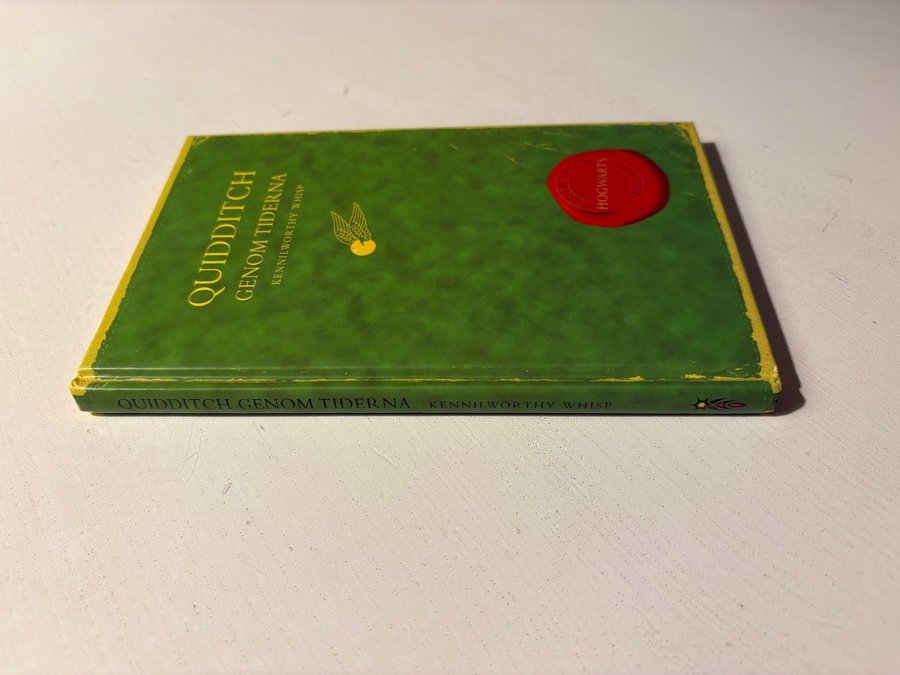 QUIDDITCH
GENOM TIDERNA
KENNILWORTHY WHISP
HOGWARTS
QUIDDITCH GENOM TIDERNA KENNILWORTHY WHISP